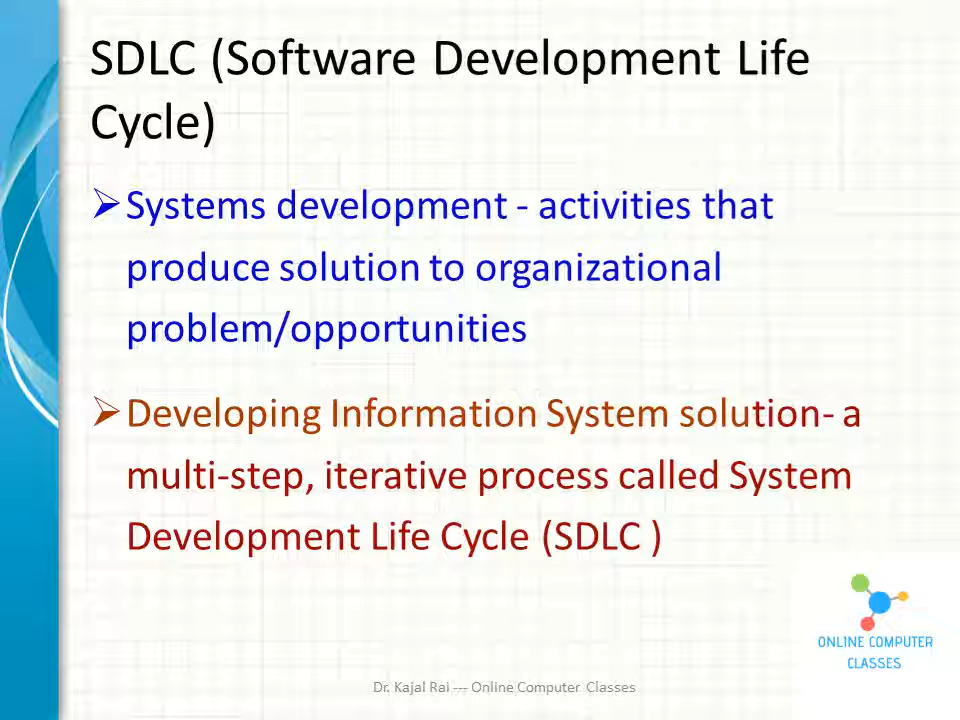 SDLC (Software Development Life
Cycle)
➢Systems development - activities that
produce solution to organizational
problem/opportunities
➢Developing Information System solution- a
multi-step, iterative process called System
Development Life Cycle (SDLC )
ONLINE COMPUTER
CLASSES
Dr. Kajal Rai --- Online Computer Classes